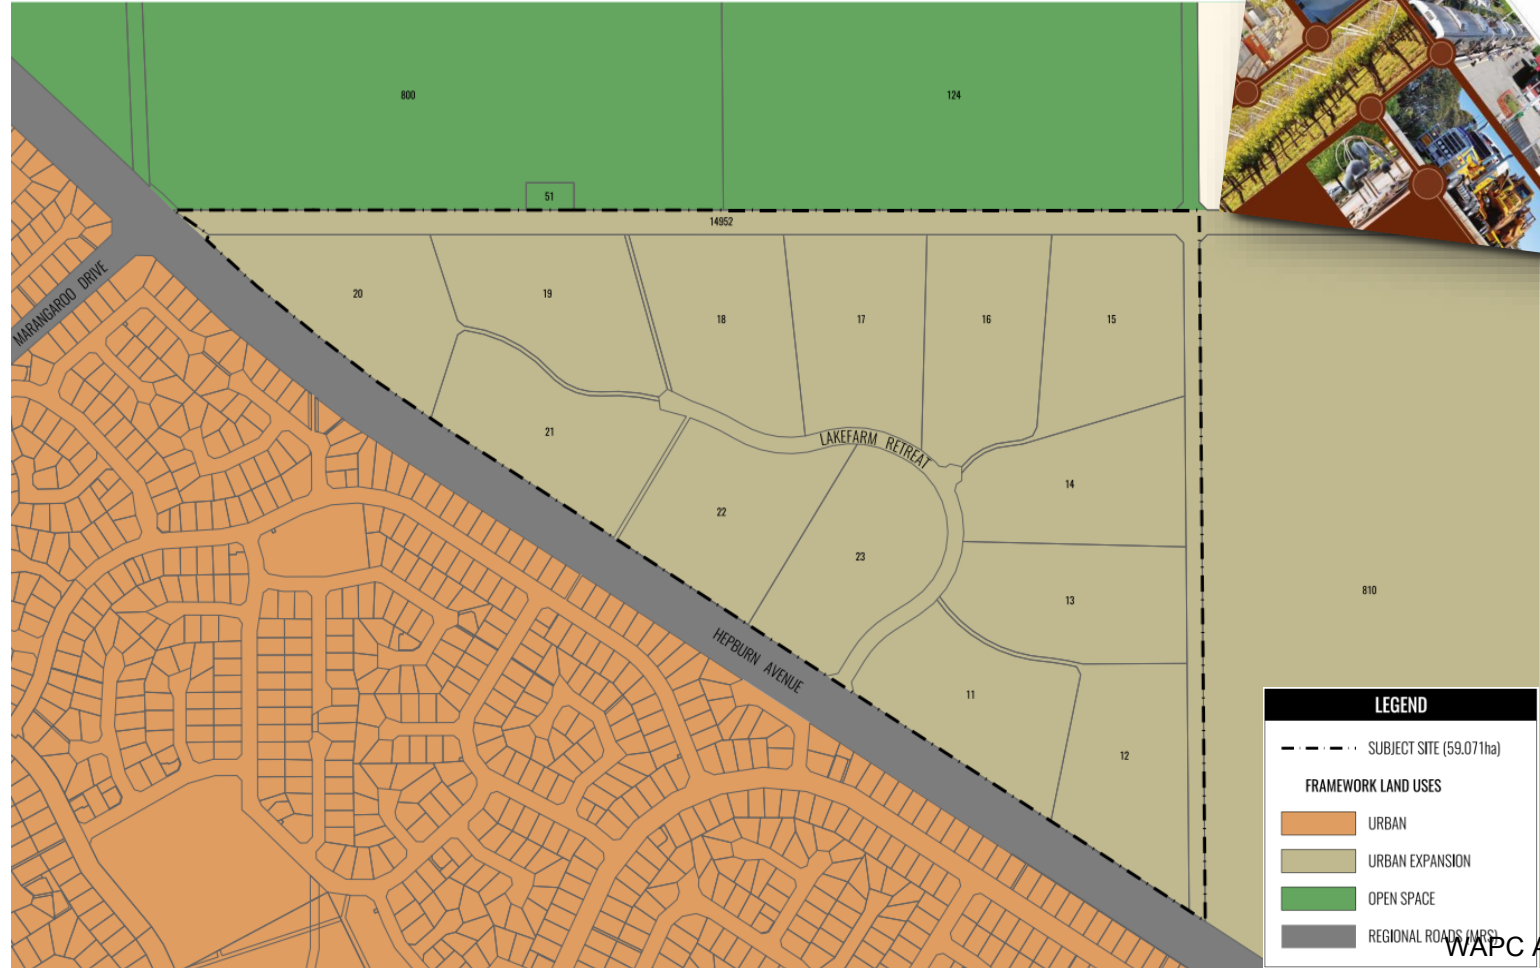 800
124
51
14952
MARANGAROO DRIVE
20
19
18
17
16
15
21
LAKEFARM RETREAT
14
22
23
13
810
HEPBURN AVENUE
11
12
LEGEND
SUBJECT SITE (59.071ha)
FRAMEWORK LAND USES
URBAN
URBAN EXPANSION
OPEN SPACE
REGIONAL ROADS (MRS)
WAPC A